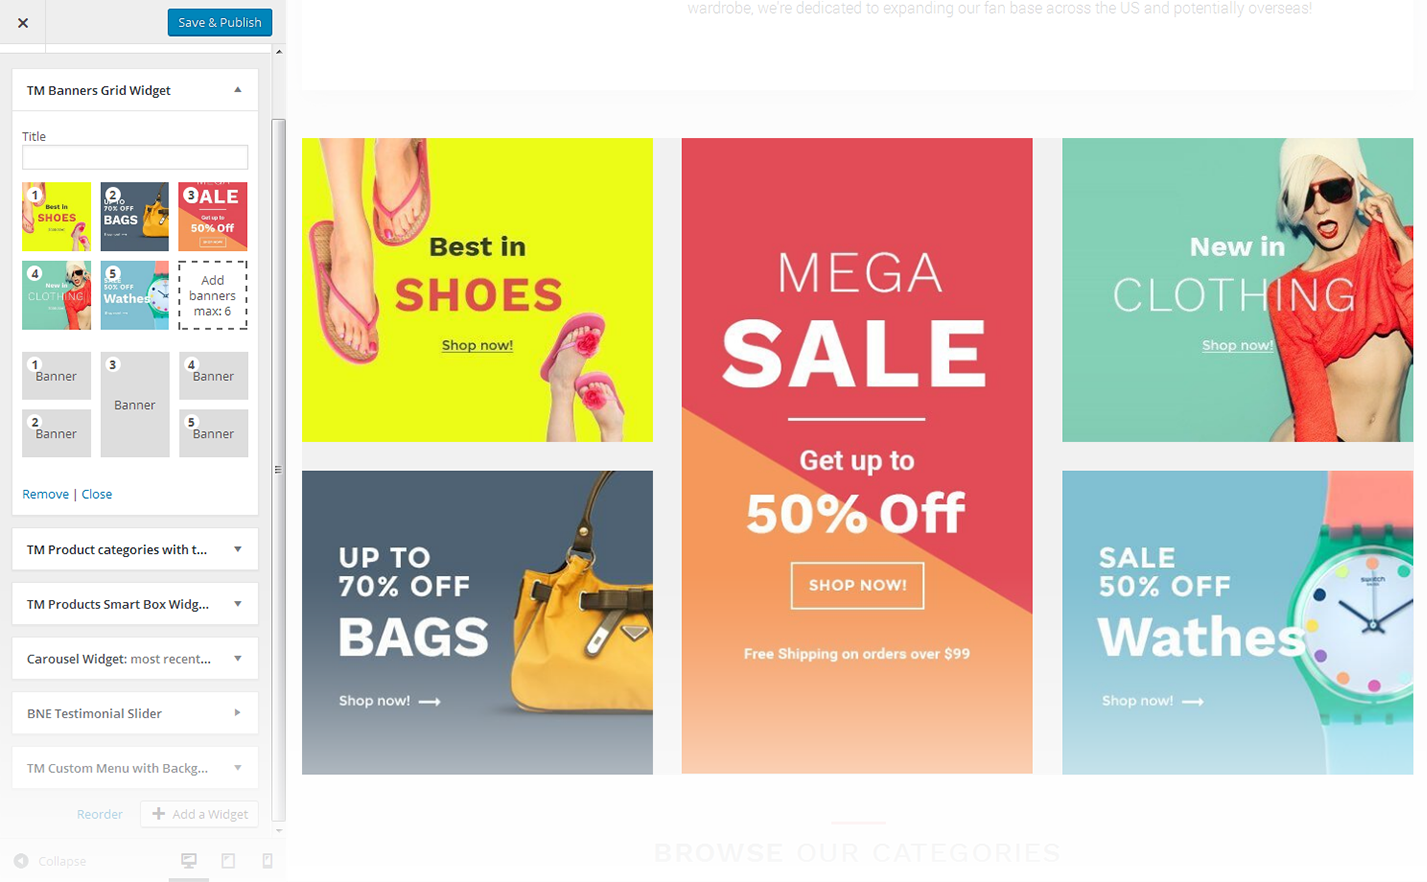 Save & Publish
TM Banners Grid Widget
Title
1
Best in
SHOES
2
70% OFF
BAGS
3
MEGA
SALE
Get up to
50% Off
4
New in
CLOTHING
5
SALE
50% OFF
Wathes
Add
banners
max: 6
1
Banner
3
Banner
4
Banner
2
Banner
5
Banner
Remove | Close
TM Product categories with t...
TM Products Smart Box Widg...
Carousel Widget: most recent...
BNE Testimonial Slider
TM Custom Menu with Backg...
Reorder
Add a Widget
Collapse
wardrobe, we're dedicated to expanding our fan base across the US and potentially overseas!
Best in
SHOES
Shop now!
UP TO
70% OFF
BAGS
Shop now!
MEGA
SALE
Get up to
50% Off
SHOP NOW!
Free Shipping on orders over $99
New in
CLOTHING
Shop now!
SALE
50% OFF
Wathes
Shop now!
swatch
BROWSE OUR CATEGORIES